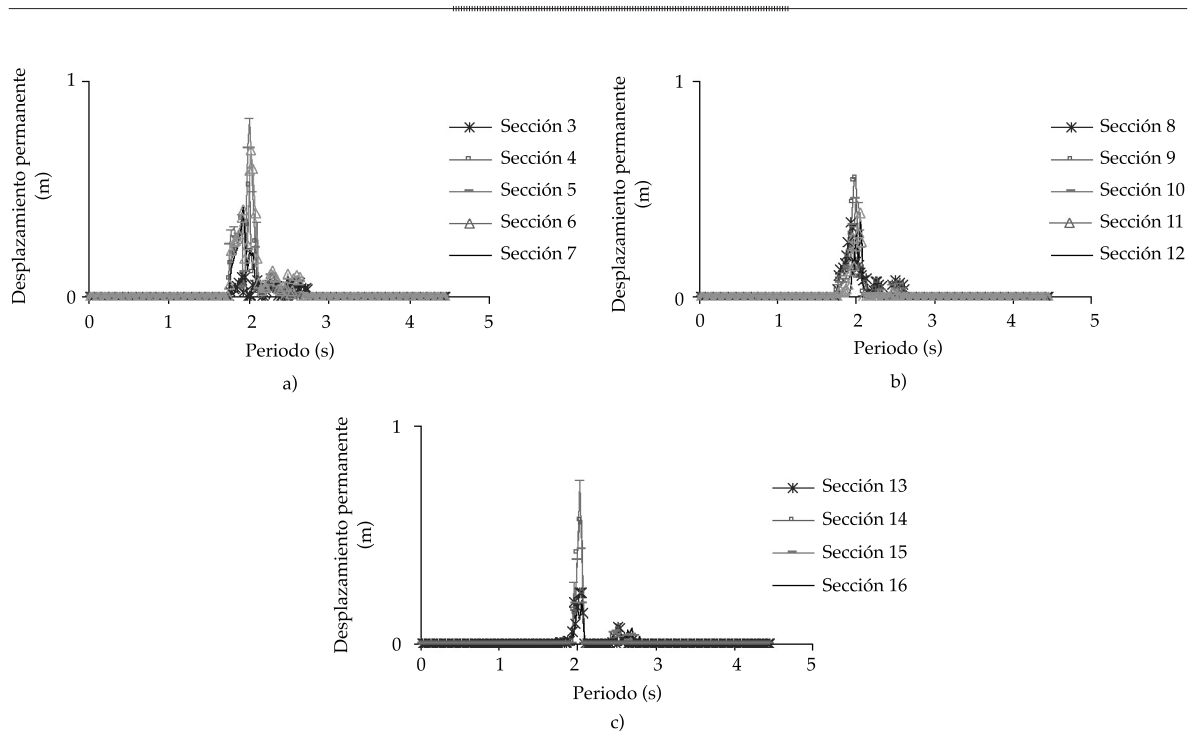 Desplazamiento permanente
(m)
1
0
0
1
2
3
4
5
Periodo (s)
Sección 3
Sección 4
Sección 5
Sección 6
Sección 7
a)
Desplazamiento permanente
(m)
1
0
0
1
2
3
4
5
Periodo (s)
Sección 8
Sección 9
Sección 10
Sección 11
Sección 12
b)
Desplazamiento permanente
(m)
1
0
0
1
2
3
4
5
Periodo (s)
Sección 13
Sección 14
Sección 15
Sección 16
c)